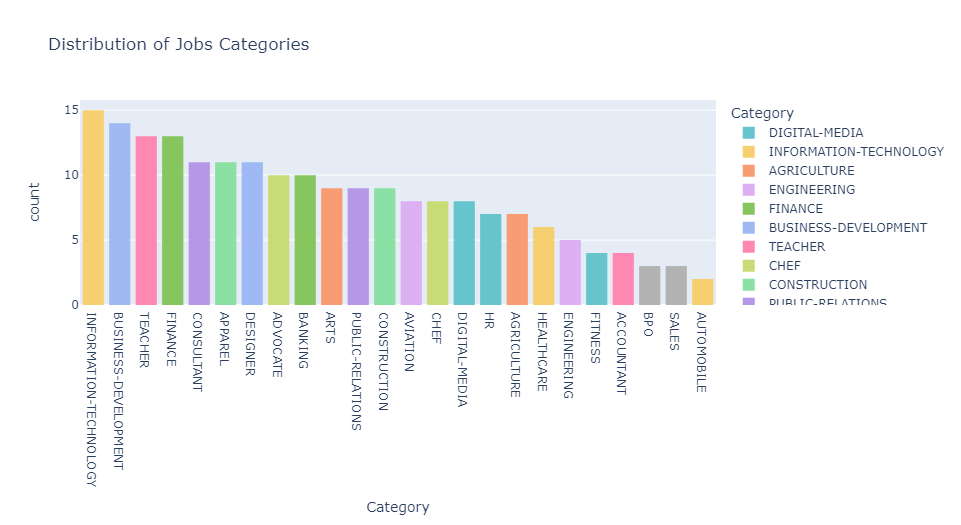 Distribution of Jobs Categories
count
15
10
5
0
INFORMATION-TECHNOLOGY
BUSINESS-DEVELOPMENT
TEACHER
FINANCE
CONSULTANT
APPAREL
DESIGNER
ADVOCATE
BANKING
ARTS
PUBLIC-RELATIONS
CONSTRUCTION
AVIATION
CHEF
DIGITAL-MEDIA
HR
AGRICULTURE
HEALTHCARE
ENGINEERING
FITNESS
ACCOUNTANT
BPO
SALES
AUTOMOBILE
Category
Category
DIGITAL-MEDIA
INFORMATION-TECHNOLOGY
AGRICULTURE
ENGINEERING
FINANCE
BUSINESS-DEVELOPMENT
TEACHER
CHEF
CONSTRUCTION
PUBLIC-RELATIONS